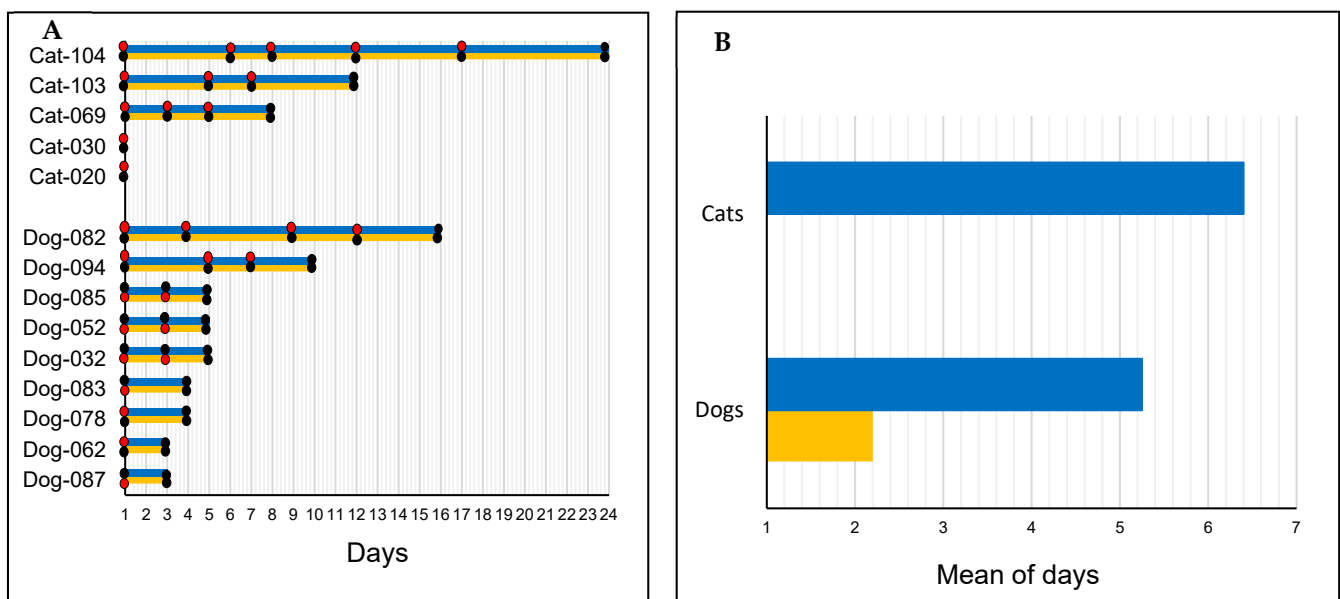 A
Cat-104
Cat-103
Cat-069
Cat-030
Cat-020
Dog-082
Dog-094
Dog-085
Dog-052
Dog-032
Dog-083
Dog-078
Dog-062
Dog-087
1 2 3 4 5 6 7 8 9 10 11 12 13 14 15 16 17 18 19 20 21 22 23 24
Days
B
Cats
Dogs
1 2 3 4 5 6 7
Mean of days